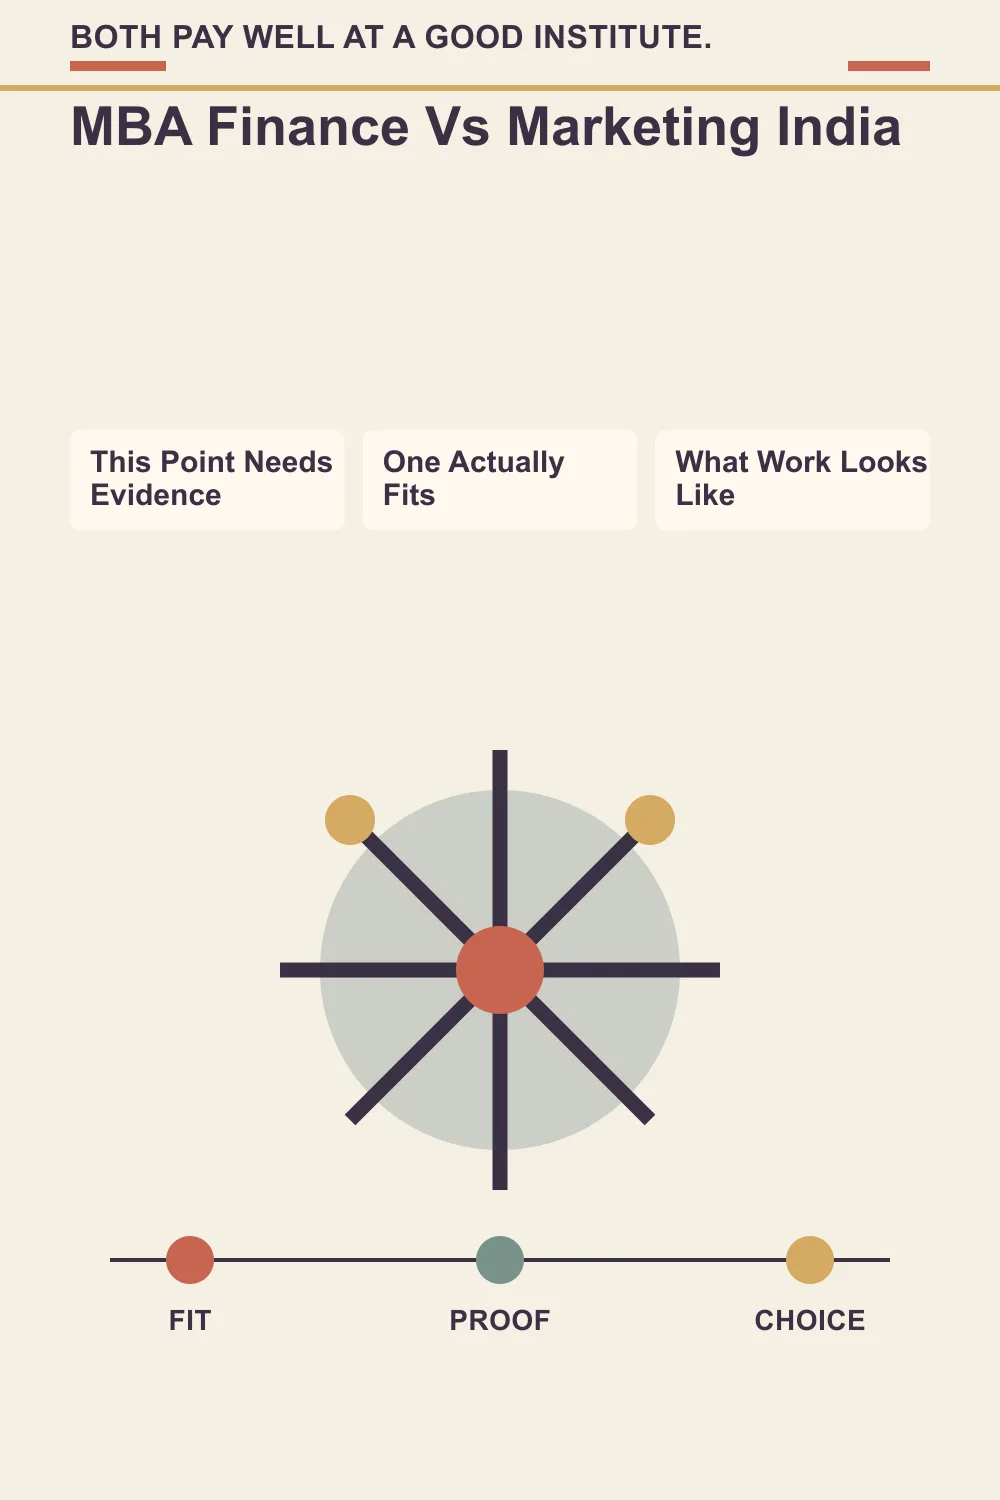 BOTH PAY WELL AT A GOOD INSTITUTE.
MBA Finance Vs Marketing India
This Point Needs
Evidence
One Actually
Fits
What Work Looks
Like
FIT
PROOF
CHOICE